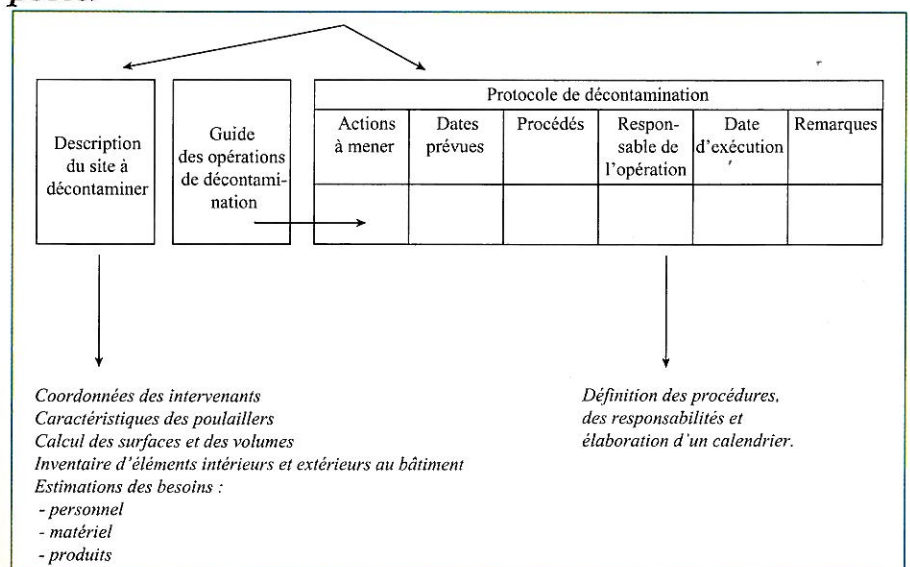 Description
du site à
décontaminer
Guide
des opérations
de décontami-
nation
Protocole de décontamination
Actions
à mener
Dates
prévues
Procédés
Respon-
sable de
l'opération
Date
d'exécution
Remarques
Coordonnées des intervenants
Caractéristiques des poulaillers
Calcul des surfaces et des volumes
Inventaire d'éléments intérieurs et extérieurs au bâtiment
Estimations des besoins :
- personnel
- matériel
- produits
Définition des procédures,
des responsabilités et
élaboration d'un calendrier.